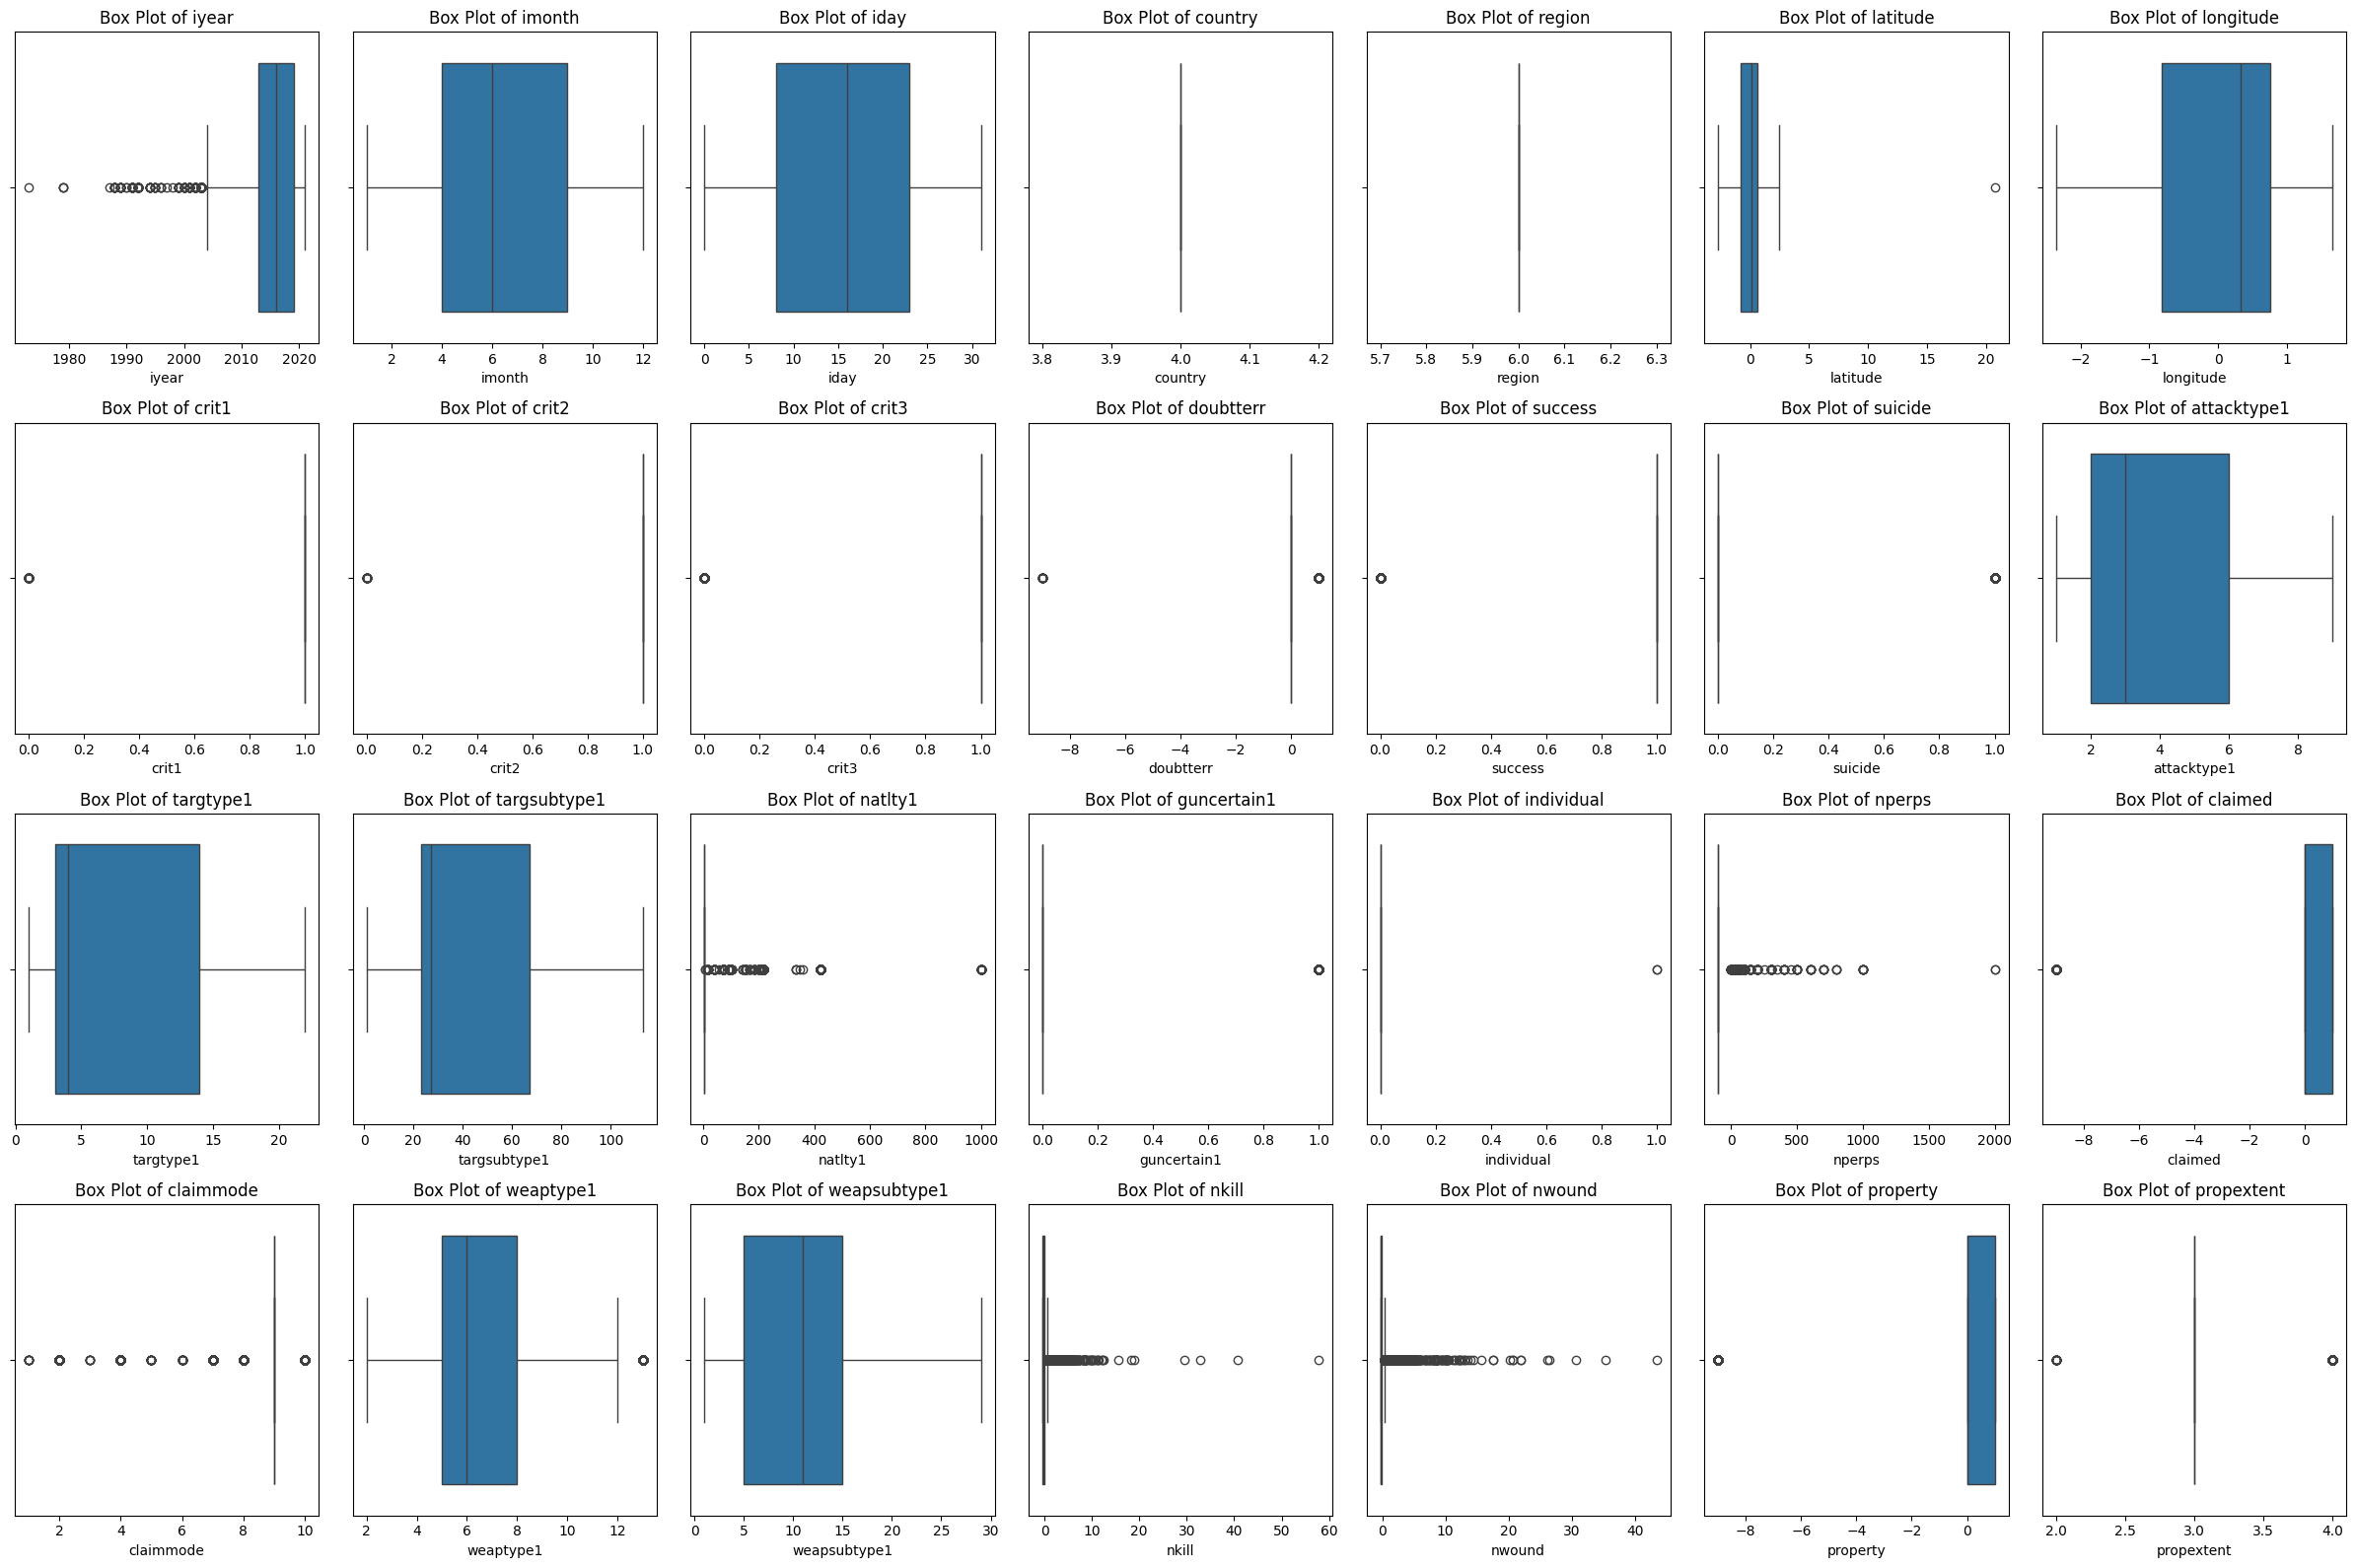 Box Plot of iyear Box Plot of imonth Box Plot of iday Box Plot of country Box Plot of region Box Plot of latitude Box Plot of longitude
1980 1990 2000 2010 2020 2 4 6 8 10 12 0 5 10 15 20 25 30 3.8 3.9 4.0 4.1 4.2 5.7 5.8 5.9 6.0 6.1 6.2 6.3 0 5 10 15 20 −2 −1 0 1
iyear imonth iday country region latitude longitude
Box Plot of crit1 Box Plot of crit2 Box Plot of crit3 Box Plot of doubtterr Box Plot of success Box Plot of suicide Box Plot of attacktype1
0.0 0.2 0.4 0.6 0.8 1.0 0.0 0.2 0.4 0.6 0.8 1.0 0.0 0.2 0.4 0.6 0.8 1.0 −8 −6 −4 −2 0 0.0 0.2 0.4 0.6 0.8 1.0 0.0 0.2 0.4 0.6 0.8 1.0 2 4 6 8
crit1 crit2 crit3 doubtterr success suicide attacktype1
Box Plot of targtype1 Box Plot of targsubtype1 Box Plot of natlty1 Box Plot of guncertain1 Box Plot of individual Box Plot of nperps Box Plot of claimed
0 5 10 15 20 0 20 40 60 80 100 0 200 400 600 800 1000 0.0 0.2 0.4 0.6 0.8 1.0 0.0 0.2 0.4 0.6 0.8 1.0 0 500 1000 1500 2000 −8 −6 −4 −2 0
targtype1 targsubtype1 natlty1 guncertain1 individual nperps claimed
Box Plot of claimmode Box Plot of weaptype1 Box Plot of weapsubtype1 Box Plot of nkill Box Plot of nwound Box Plot of property Box Plot of propextent
2 4 6 8 10 2 4 6 8 10 12 0 5 10 15 20 25 30 0 10 20 30 40 50 60 0 10 20 30 40 −8 −6 −4 −2 0 2.0 2.5 3.0 3.5 4.0
claimmode weaptype1 weapsubtype1 nkill nwound property propextent